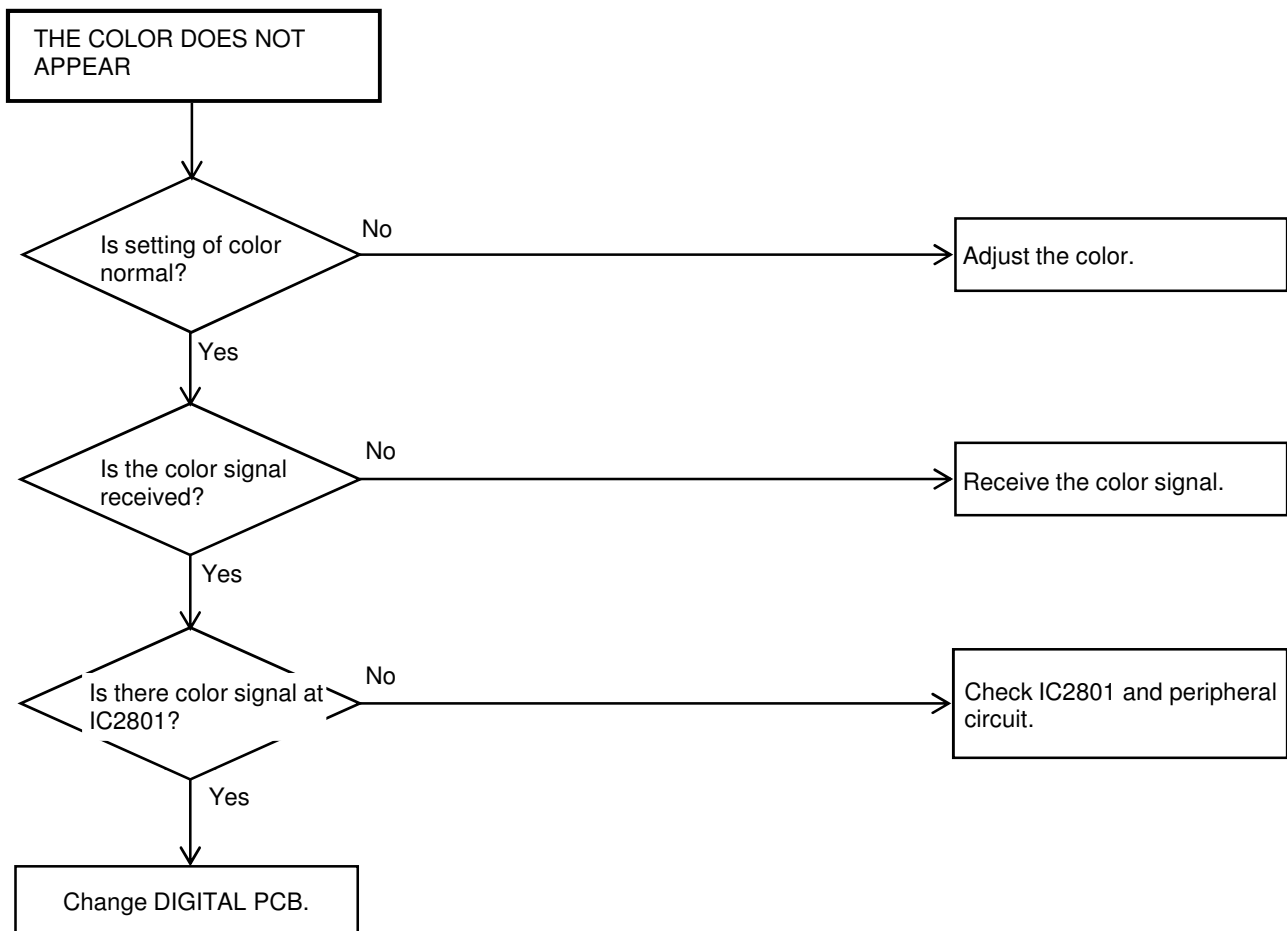 THE COLOR DOES NOT
APPEAR
Is setting of color
normal?
No
Adjust the color.
Yes
Is the color signal
received?
No
Receive the color signal.
Yes
Is there color signal at
IC2801?
No
Check IC2801 and peripheral
circuit.
Yes
Change DIGITAL PCB.